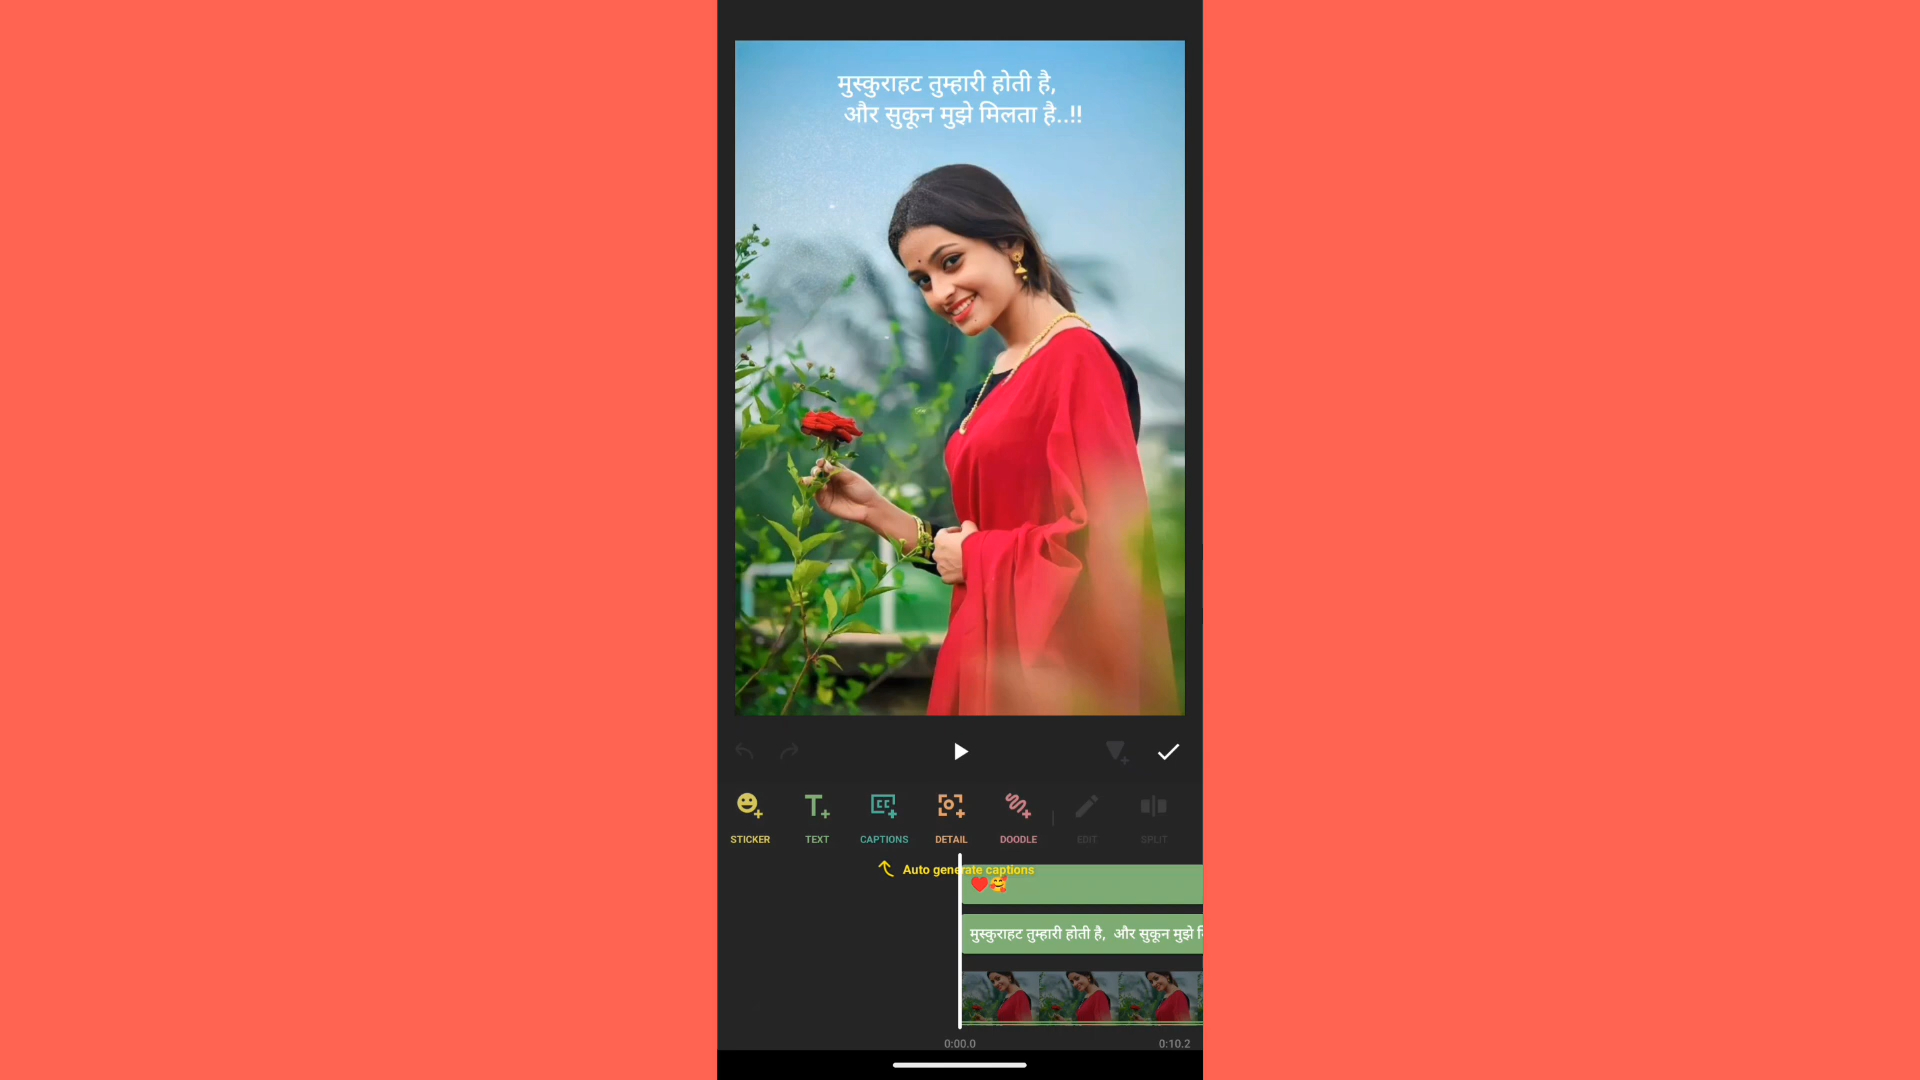 मुस्कुराहट तुम्हारी होती है,
और सुकून मुझे मिलता है..!!
STICKER
TEXT
CAPTIONS
DETAIL
DOODLE
EDIT
SPLIT
Auto generate captions
❤️🥰
मुस्कुराहट तुम्हारी होती है, और सुकून मुझे
0:00.0
0:10.2